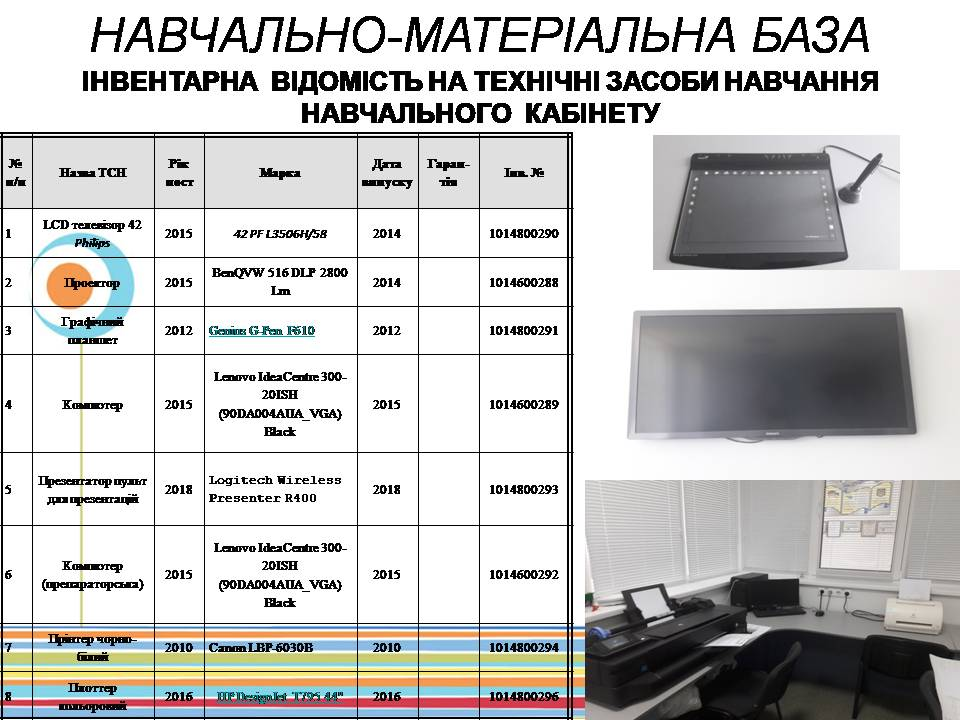 НАВЧАЛЬНО-МАТЕРІАЛЬНА БАЗА
ІНВЕНТАРНА ВІДОМІСТЬ НА ТЕХНІЧНІ ЗАСОБИ НАВЧАННЯ
НАВЧАЛЬНОГО КАБІНЕТУ
№ п/п Назва ТСН Рік пост Марка Дата випуску Гаран-тія Інв. №
1 LCD телевізор 42 Philips 2015 42 PF L3506H/58 2014 1014800290
2 Проектор 2015 BenQVW 516 DLP 2800 Lm 2014 1014600288
3 Графічний планшет 2012 Genius G-Pen F610 2012 1014800291
4 Компютер 2015 Lenovo IdeaCentre 300-20ISH (90DA004AUA_VGA) Black 2015 1014600289
5 Презентатор пульт для презентацій 2018 Logitech Wireless Presenter R400 2018 1014800293
6 Компютер (препараторська) 2015 Lenovo IdeaCentre 300-20ISH (90DA004AUA_VGA) Black 2015 1014600292
7 Прінтер чорно-білий 2010 Canon LBP-6030B 2010 1014800294
8 Плоттер кольоровий 2016 HP DesignJet T795 44" 2016 1014800296